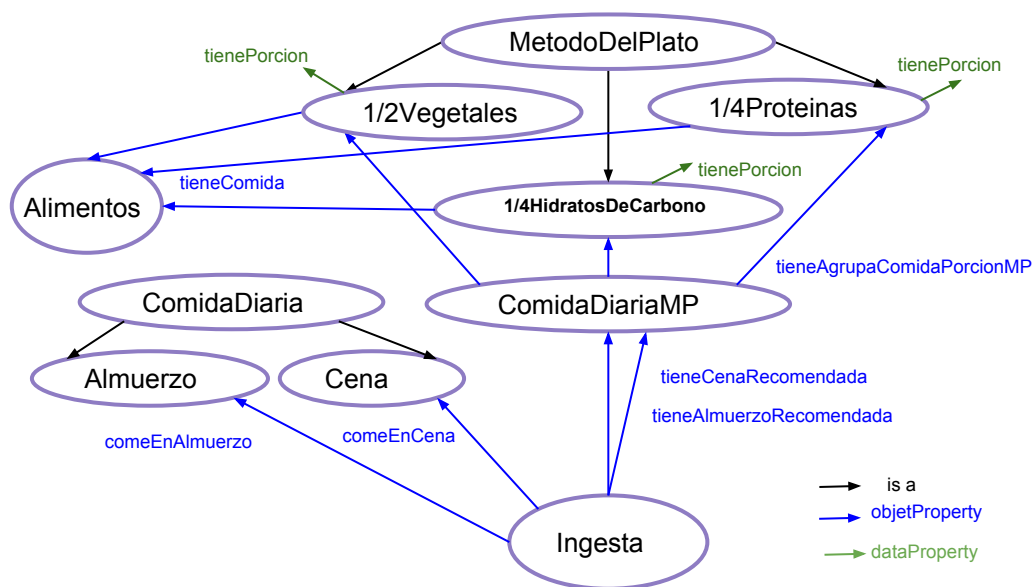 MetodoDelPlato
tienePorcion
tienePorcion
1/2Vegetales
1/4Proteinas
tienePorcion
tieneComida
Alimentos
1/4HidratosDeCarbono
tieneAgrupaComidaPorcionMP
ComidaDiaria
ComidaDiariaMP
Almuerzo
Cena
tieneCenaRecomendada
tieneAlmuerzoRecomendada
comeEnAlmuerzo
comeEnCena
is a
objetProperty
Ingesta
dataProperty